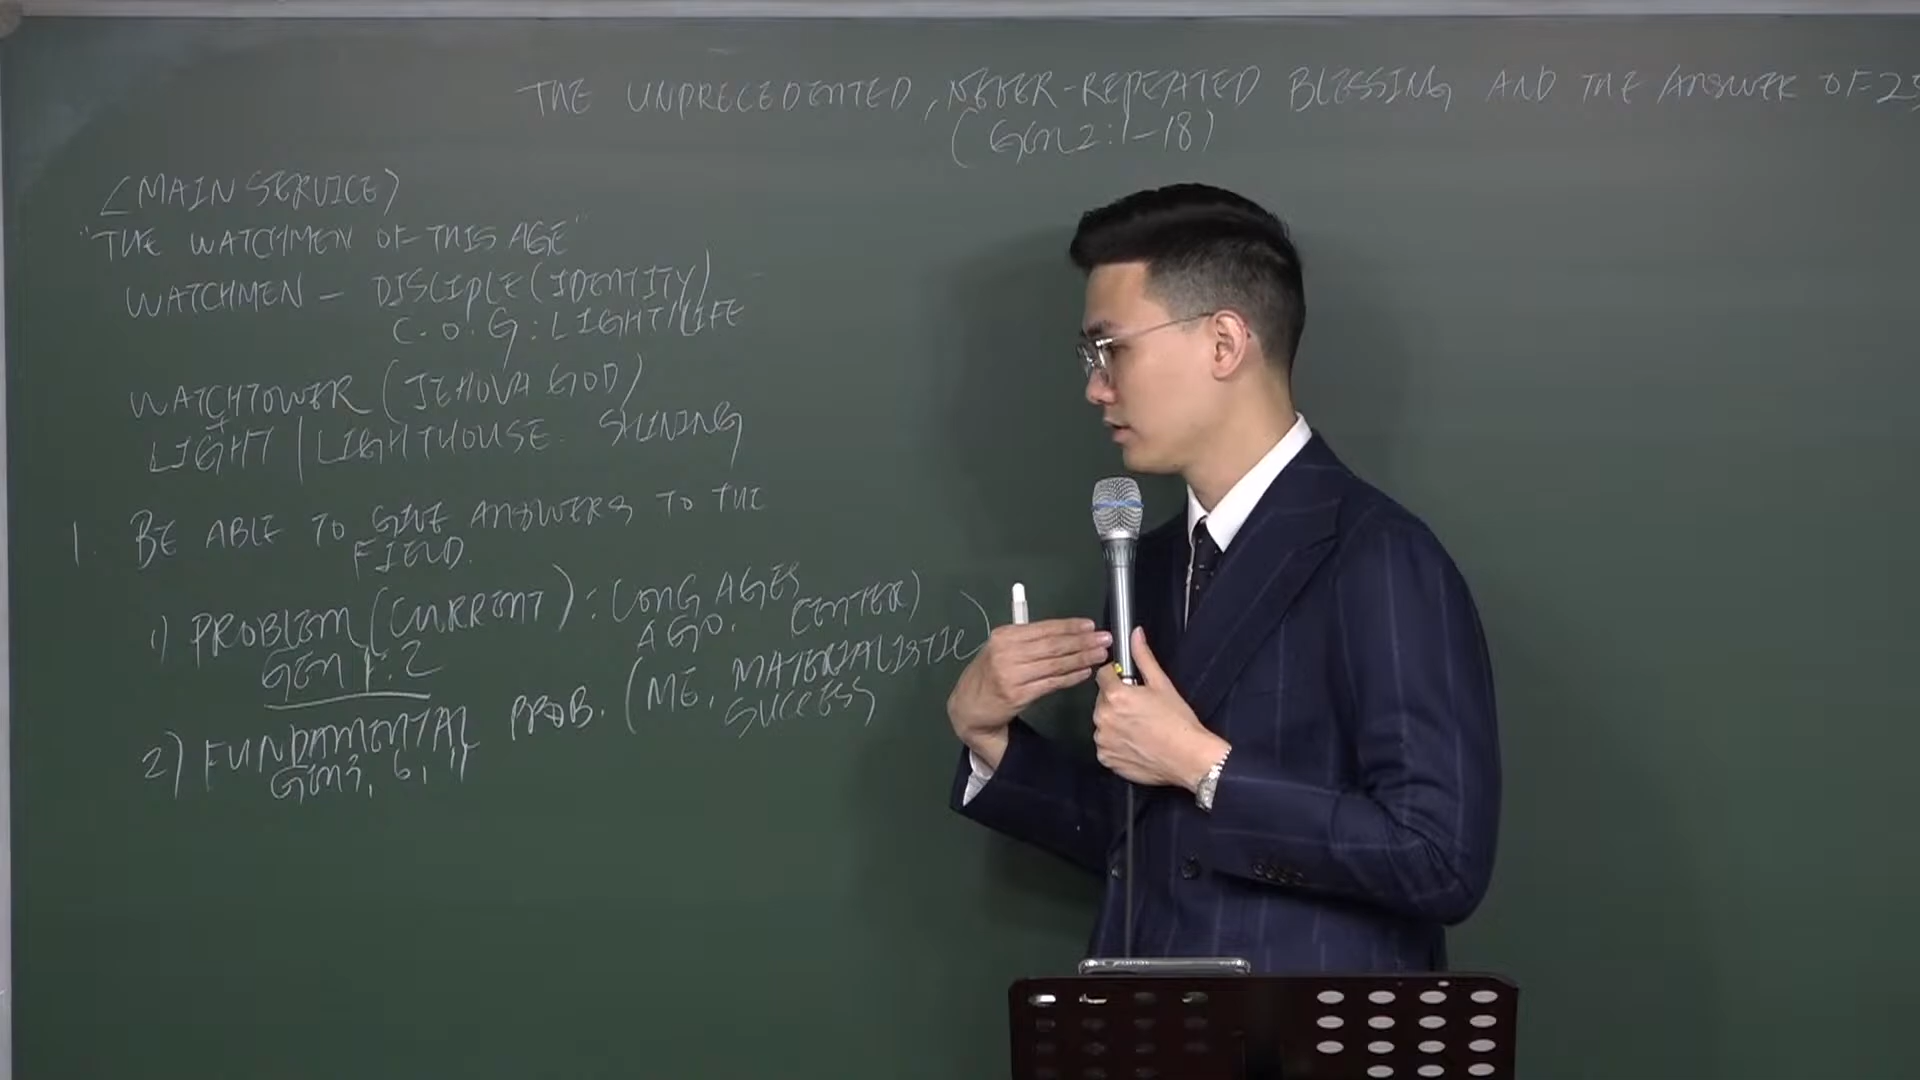 THE UNPRECEDENTED, NEVER-REPEATED BLESSING AND THE ANSWER OF 25
(GEN 2:1-18)
<MAIN SERVICE>
"THE WATCHMEN OF THIS AGE"
WATCHMEN - DISCIPLE (IDENTITY)
C.O.G: LIGHT/LIFE
WATCHTOWER (JEHOVA GOD)
+
LIGHT | LIGHTHOUSE. SHINING
1. BE ABLE TO GIVE ANSWERS TO THE
FIELD.
1) PROBLEM (CURRENT): LONG AGES
AGO.
GEN 1:2
CENTER)
2) FUNDAMENTAL PROB. (ME, MATERIALISTIC)
SUCCESS
GEN 3, 6, 11